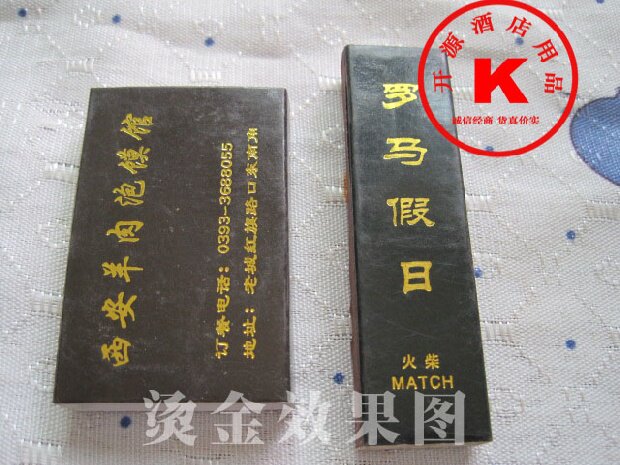 西安羊肉泡馍馆
订餐电话：0393-3688055
地址：老城红旗路口东南角
罗马假日
火柴
MATCH
开源酒店用品
K
诚信经商 货真价实
烫金效果图